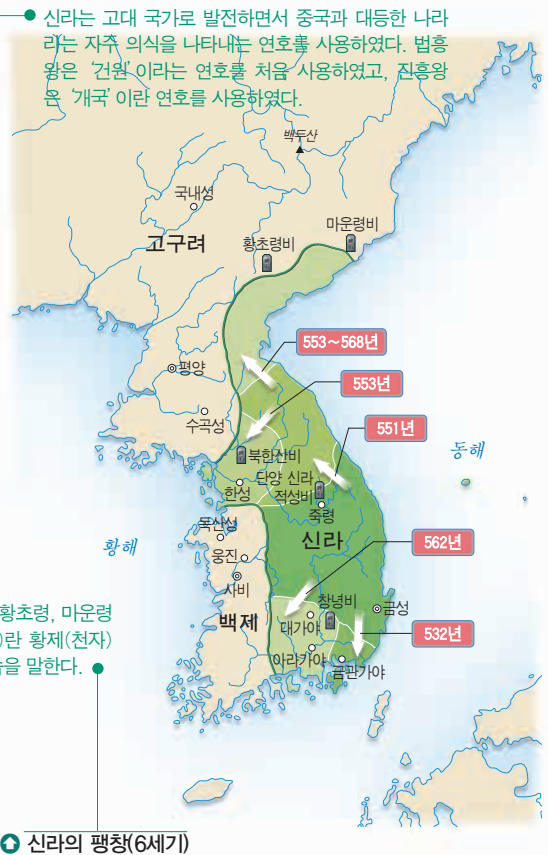 신라는 고대 국가로 발전하면서 중국과 대등한 나라
라는 자주 의식을 나타내는 연호를 사용하였다. 법흥
왕은 ‘건원’이라는 연호를 처음 사용하였고, 진흥왕
은 ‘개국’이란 연호를 사용하였다.
백두산
국내성
고구려
마운령비
황초령비
553~568년
평양
553년
수곡성
551년
북한산비
동해
단양 신라
적성비
한성
죽령
독산성
신라
황해
562년
웅진
사비
창녕비
금성
황초령, 마운령
백제
대가야
532년
)란 황제(천자)
아라가야
금관가야
을 말한다.
신라의 팽창(6세기)